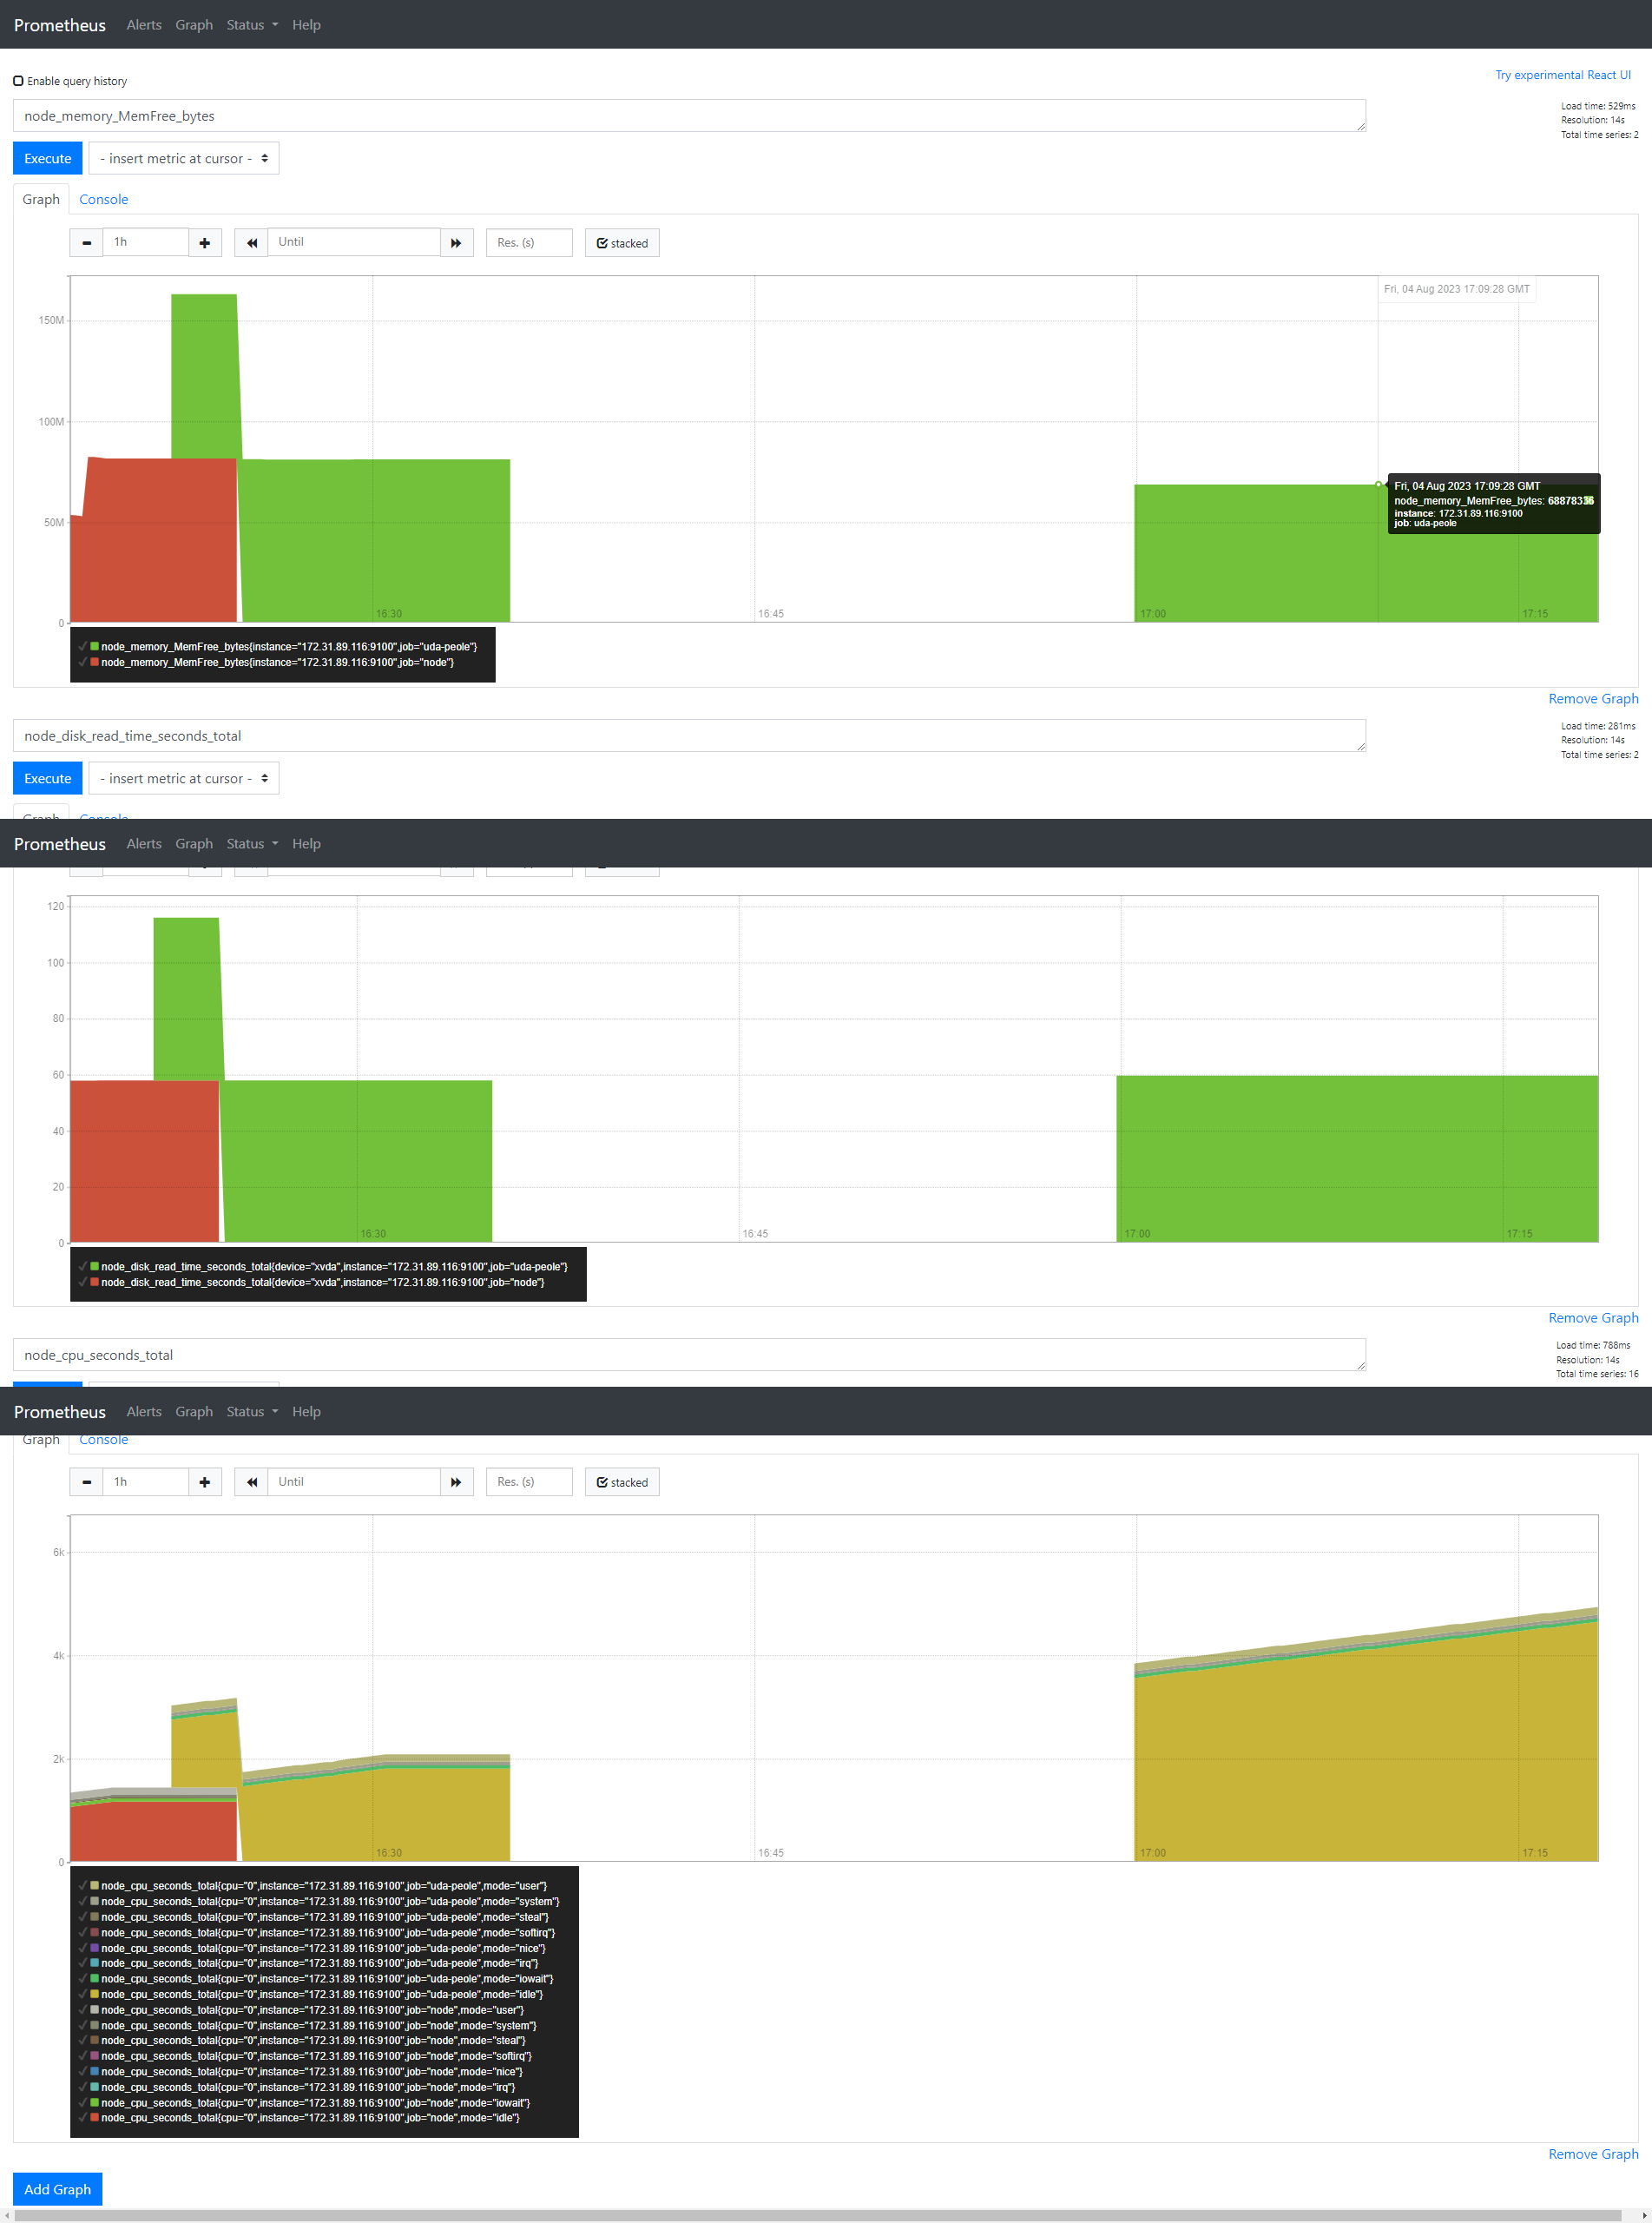 Prometheus Alerts Graph Status Help
Enable query history
Try experimental React UI
node_memory_MemFree_bytes
Load time: 529ms
Resolution: 14s
Total time series: 2
Execute - insert metric at cursor -
Graph Console
1h Until Res. (s) stacked
Fri, 04 Aug 2023 17:09:28 GMT
150M
100M
50M
0
Fri, 04 Aug 2023 17:09:28 GMT
node_memory_MemFree_bytes: 68878336
instance: 172.31.89.116:9100
job: uda-peole
16:30 16:45 17:00 17:15
node_memory_MemFree_bytes{instance="172.31.89.116:9100",job="uda-peole"}
node_memory_MemFree_bytes{instance="172.31.89.116:9100",job="node"}
Remove Graph
node_disk_read_time_seconds_total
Load time: 281ms
Resolution: 14s
Total time series: 2
Execute - insert metric at cursor -
Graph Console
Prometheus Alerts Graph Status Help
120
100
80
60
40
20
0
16:30 16:45 17:00 17:15
node_disk_read_time_seconds_total{device="xvda",instance="172.31.89.116:9100",job="uda-peole"}
node_disk_read_time_seconds_total{device="xvda",instance="172.31.89.116:9100",job="node"}
Remove Graph
node_cpu_seconds_total
Load time: 788ms
Resolution: 14s
Total time series: 16
Prometheus Alerts Graph Status Help
Graph Console
1h Until Res. (s) stacked
6k
4k
2k
0
16:30 16:45 17:00 17:15
node_cpu_seconds_total{cpu="0",instance="172.31.89.116:9100",job="uda-peole",mode="user"}
node_cpu_seconds_total{cpu="0",instance="172.31.89.116:9100",job="uda-peole",mode="system"}
node_cpu_seconds_total{cpu="0",instance="172.31.89.116:9100",job="uda-peole",mode="steal"}
node_cpu_seconds_total{cpu="0",instance="172.31.89.116:9100",job="uda-peole",mode="softirq"}
node_cpu_seconds_total{cpu="0",instance="172.31.89.116:9100",job="uda-peole",mode="nice"}
node_cpu_seconds_total{cpu="0",instance="172.31.89.116:9100",job="uda-peole",mode="irq"}
node_cpu_seconds_total{cpu="0",instance="172.31.89.116:9100",job="uda-peole",mode="iowait"}
node_cpu_seconds_total{cpu="0",instance="172.31.89.116:9100",job="uda-peole",mode="idle"}
node_cpu_seconds_total{cpu="0",instance="172.31.89.116:9100",job="node",mode="user"}
node_cpu_seconds_total{cpu="0",instance="172.31.89.116:9100",job="node",mode="system"}
node_cpu_seconds_total{cpu="0",instance="172.31.89.116:9100",job="node",mode="steal"}
node_cpu_seconds_total{cpu="0",instance="172.31.89.116:9100",job="node",mode="softirq"}
node_cpu_seconds_total{cpu="0",instance="172.31.89.116:9100",job="node",mode="nice"}
node_cpu_seconds_total{cpu="0",instance="172.31.89.116:9100",job="node",mode="irq"}
node_cpu_seconds_total{cpu="0",instance="172.31.89.116:9100",job="node",mode="iowait"}
node_cpu_seconds_total{cpu="0",instance="172.31.89.116:9100",job="node",mode="idle"}
Remove Graph
Add Graph